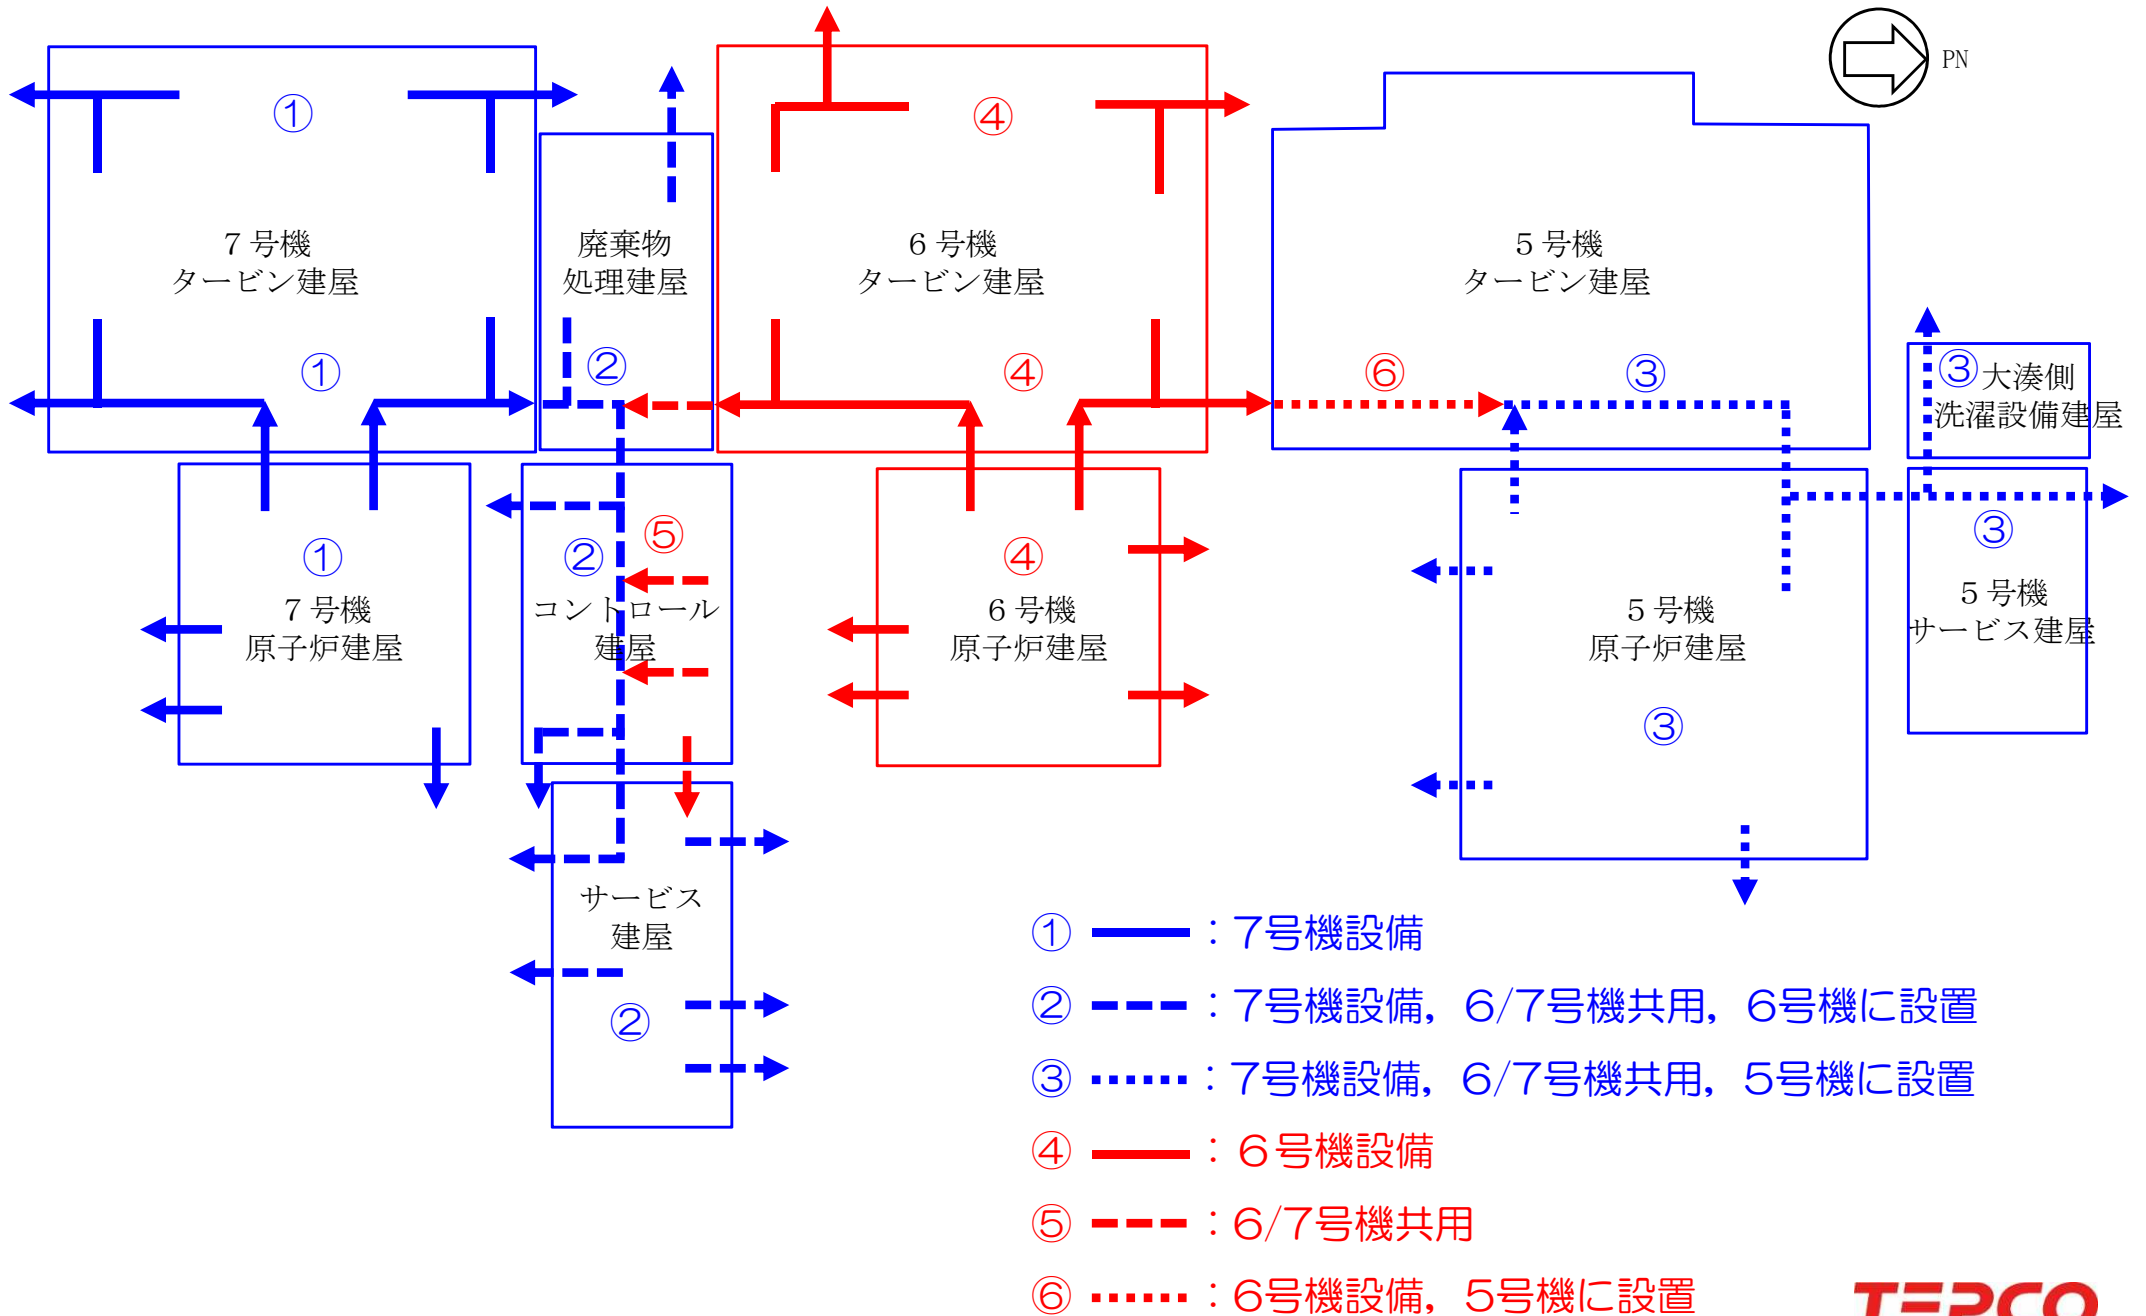 PN
①
④
７号機
タービン建屋
廃棄物
処理建屋
６号機
タービン建屋
５号機
タービン建屋
①
②
④
⑥
③
③大湊側
洗濯設備建屋
①
７号機
原子炉建屋
②
⑤
コントロール
建屋
④
６号機
原子炉建屋
５号機
原子炉建屋
③
③
５号機
サービス建屋
サービス
建屋
②
① ：7号機設備
② ：7号機設備，6/7号機共用，6号機に設置
③ ：7号機設備，6/7号機共用，5号機に設置
④ ：6号機設備
⑤ ：6/7号機共用
⑥ ：6号機設備，5号機に設置
TEPCO